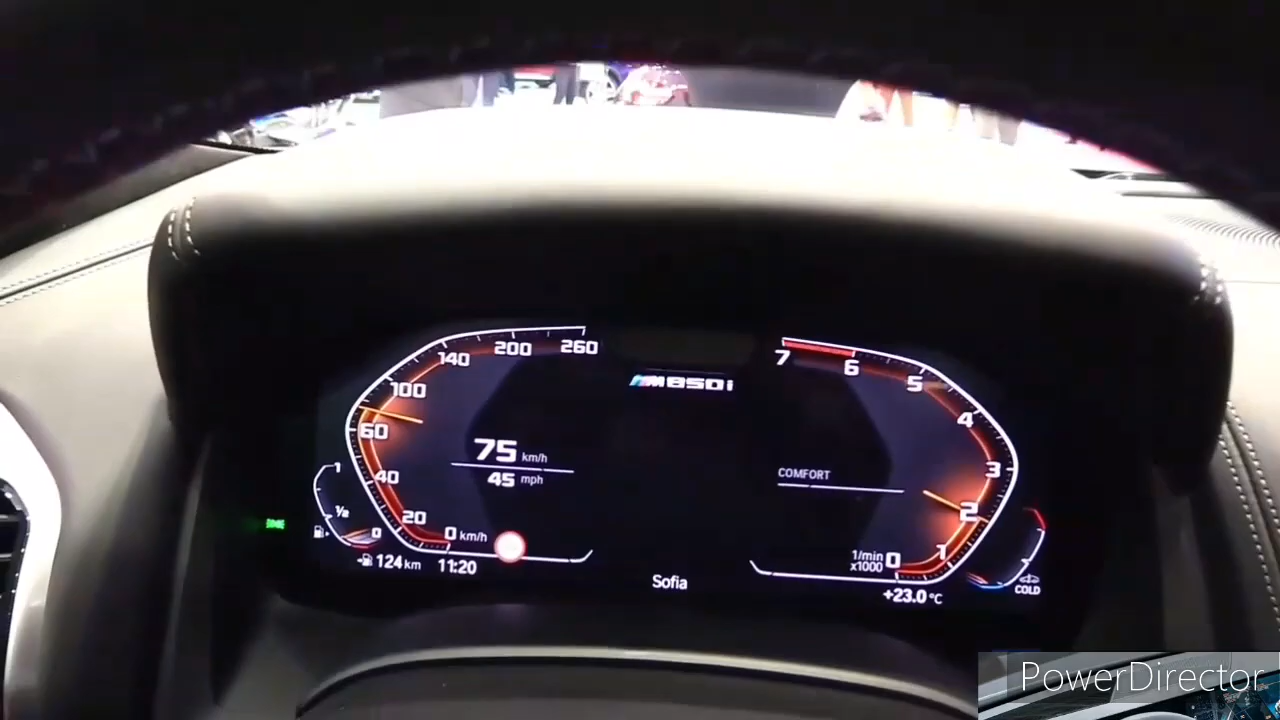 260
200
140
100
60
40
20
0 km/h
M850i
75 km/h
45 mph
7
6
5
4
3
2
1
0
1/min
x1000
COMFORT
1
½
0
124 km
11:20
Sofia
+23.0 °C
COLD
PowerDirector